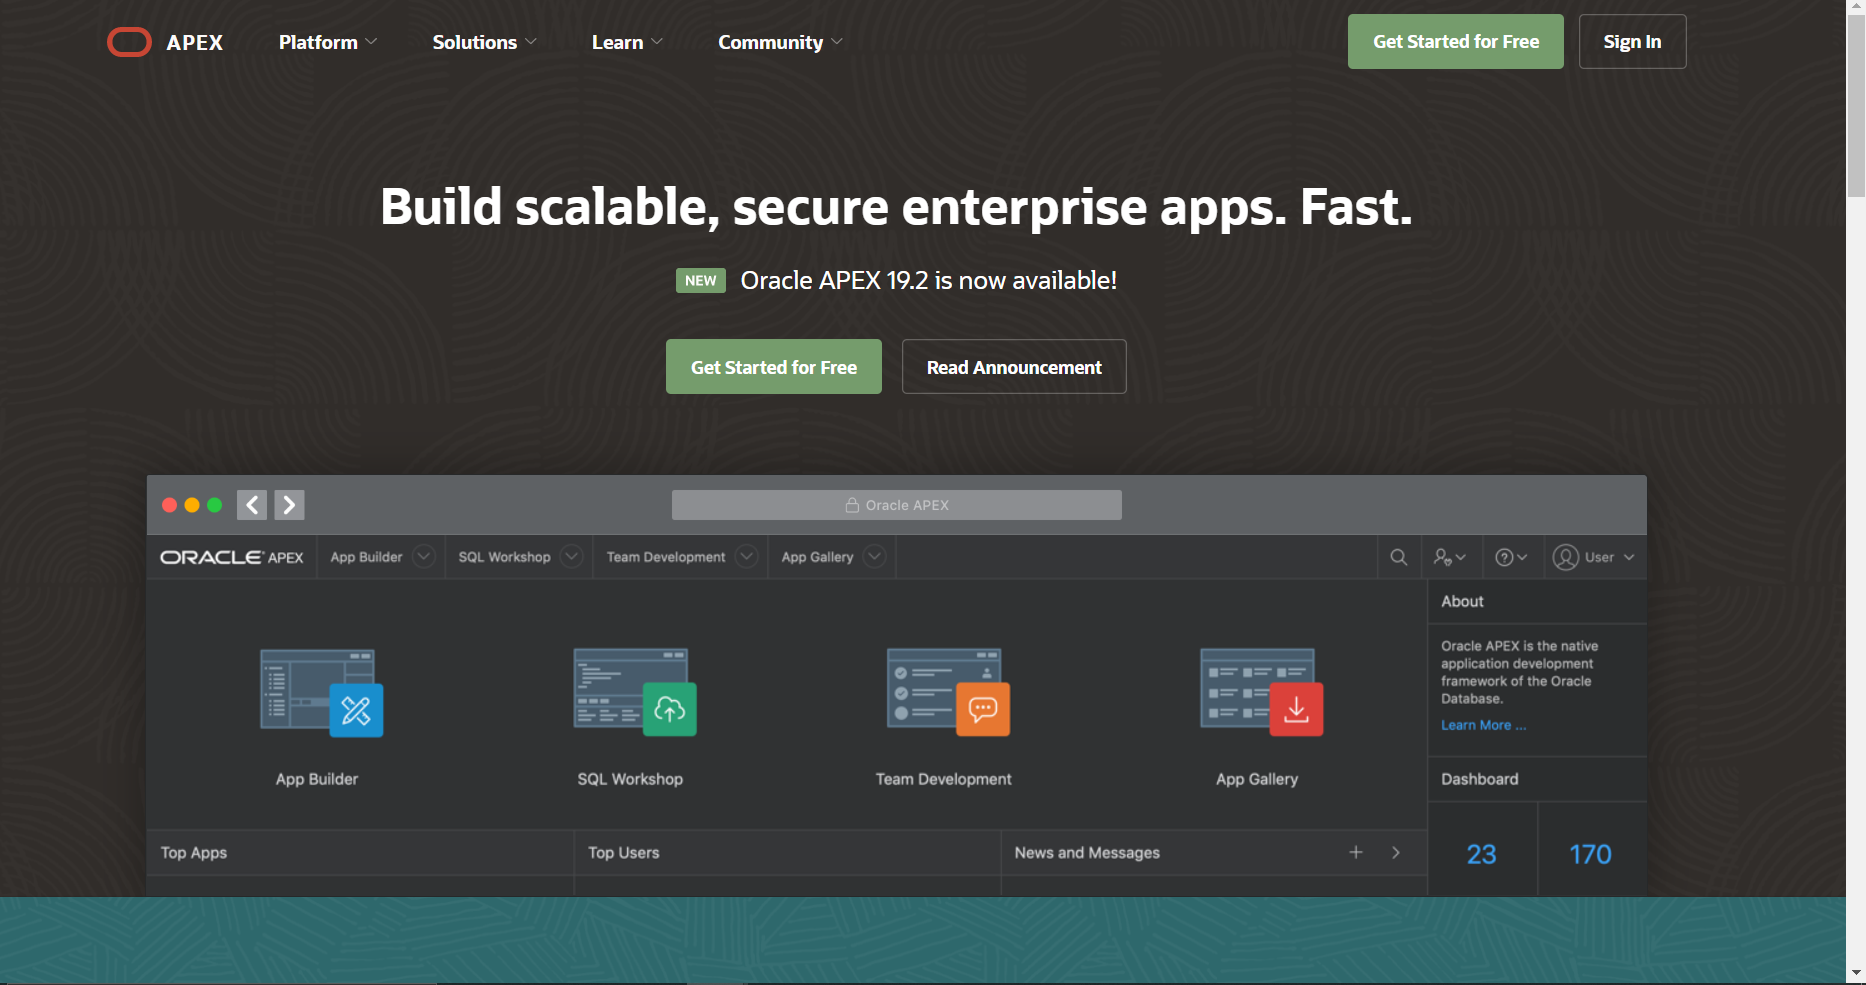 APEX Platform Solutions Learn Community Get Started for Free Sign In
Build scalable, secure enterprise apps. Fast.
NEW Oracle APEX 19.2 is now available!
Get Started for Free Read Announcement
Oracle APEX
ORACLE APEX App Builder SQL Workshop Team Development App Gallery User
About
Oracle APEX is the native
application development
framework of the Oracle
Database.
Learn More ...
App Builder SQL Workshop Team Development App Gallery
Dashboard
Top Apps Top Users News and Messages
23 170